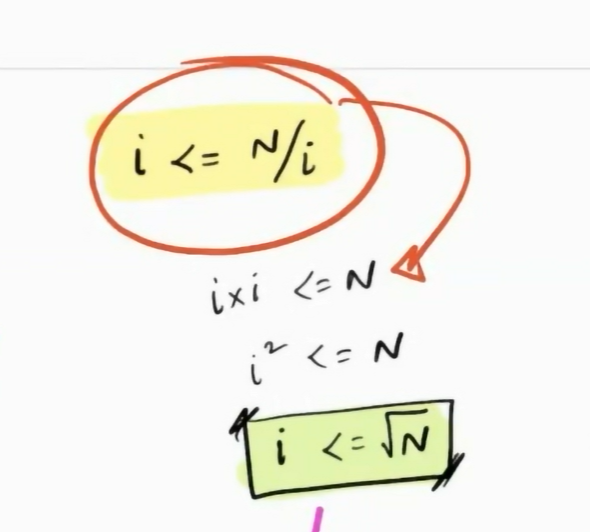 i <= N/i
i×i <= N
i² <= N
i <= √N